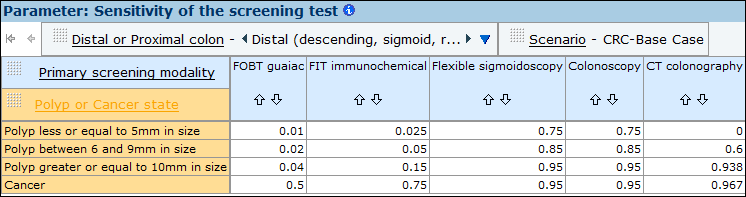 Parameter: Sensitivity of the screening test
Distal or Proximal colon - Distal (descending, sigmoid, r... Scenario - CRC-Base Case
Primary screening modality FOBT guaiac FIT immunochemical Flexible sigmoidoscopy Colonoscopy CT colonography
Polyp or Cancer state
Polyp less or equal to 5mm in size 0.01 0.025 0.75 0.75 0
Polyp between 6 and 9mm in size 0.02 0.05 0.85 0.85 0.6
Polyp greater or equal to 10mm in size 0.04 0.15 0.95 0.95 0.938
Cancer 0.5 0.75 0.95 0.95 0.967